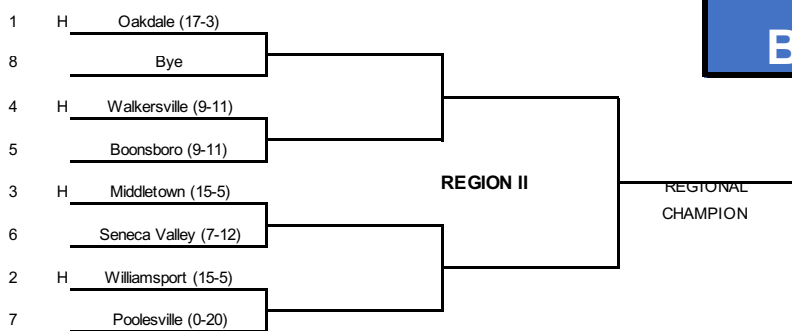 1 H Oakdale (17-3)
8 Bye
4 H Walkersville (9-11)
5 Boonsboro (9-11)
3 H Middletown (15-5)
REGION II
REGIONAL
CHAMPION
6 Seneca Valley (7-12)
2 H Williamsport (15-5)
7 Poolesville (0-20)